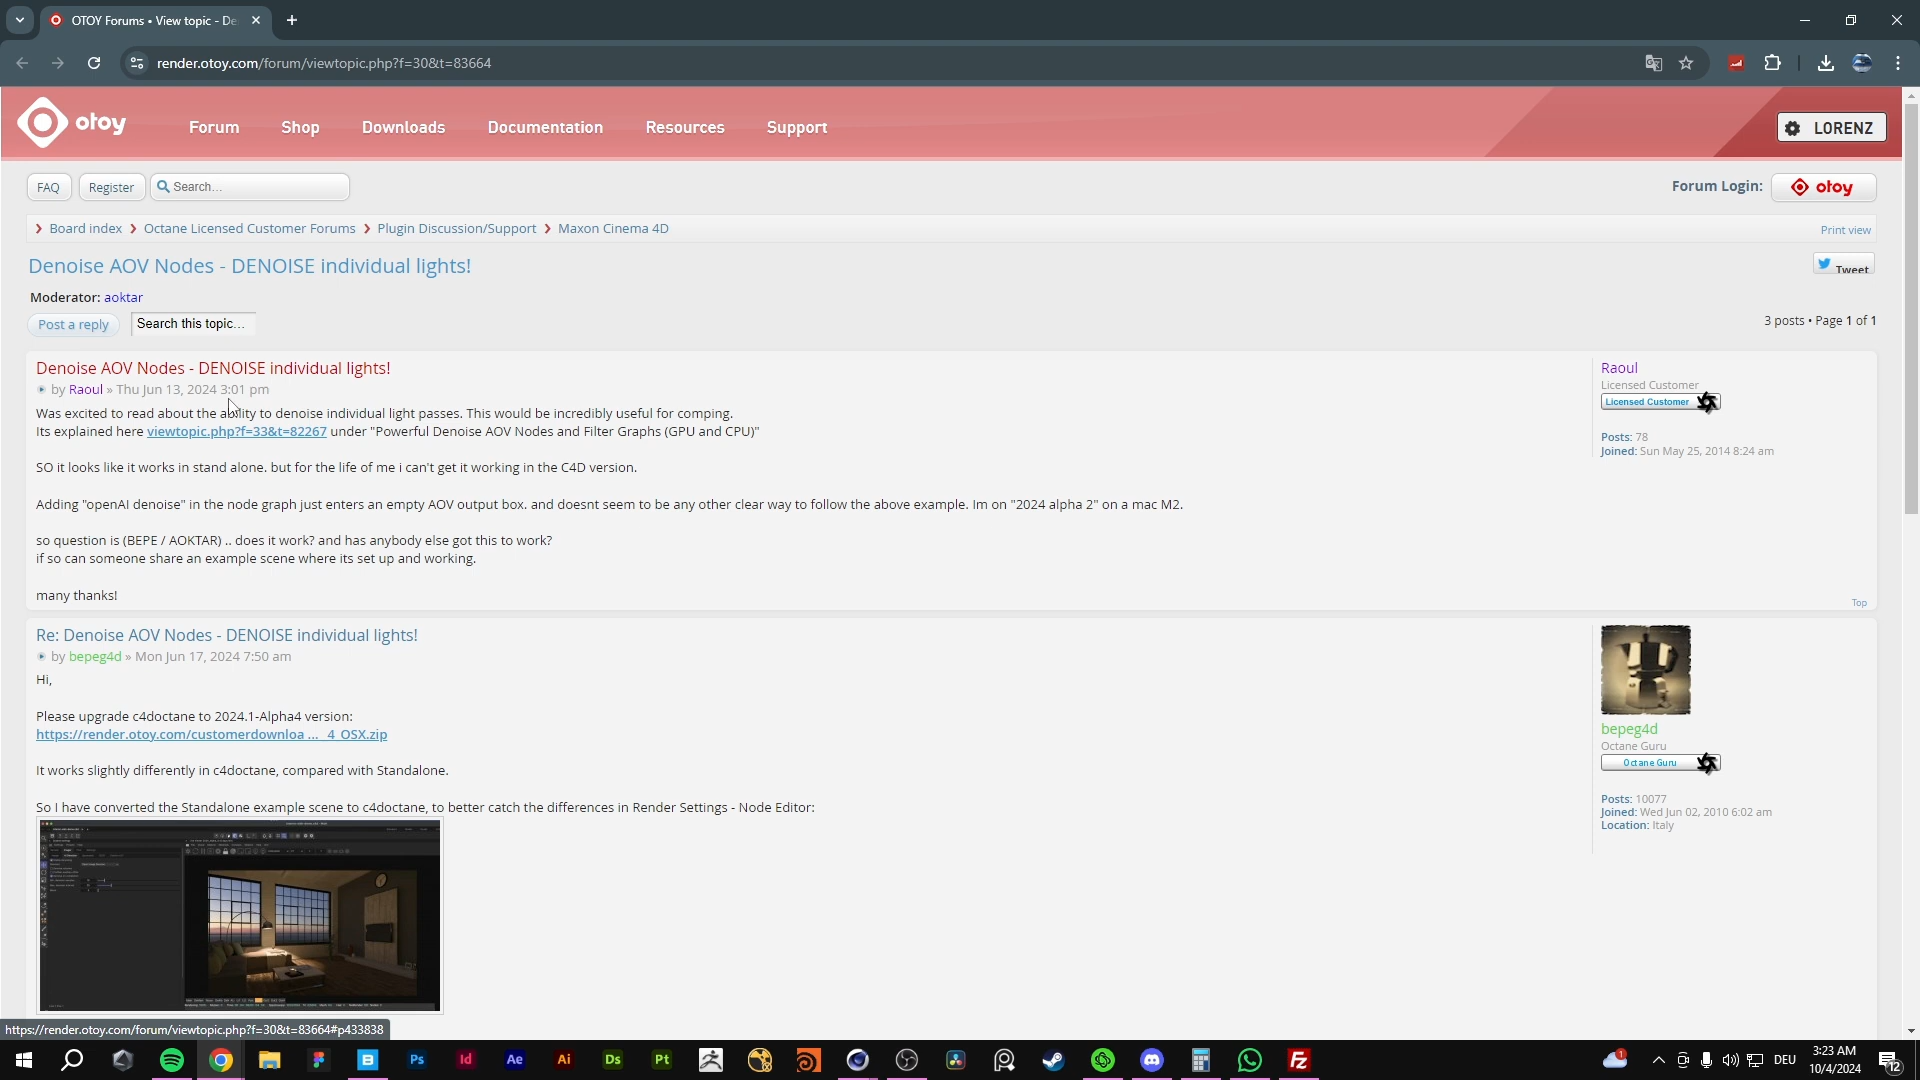 OTOY Forums • View topic - De
render.otoy.com/forum/viewtopic.php?f=30&t=83664
otoy
Forum
Shop
Downloads
Documentation
Resources
Support
LORENZ
FAQ
Register
Search…
Forum Login:
otoy
Board index
Octane Licensed Customer Forums
Plugin Discussion/Support
Maxon Cinema 4D
Print view
Denoise AOV Nodes - DENOISE individual lights!
Tweet
Moderator: aoktar
Post a reply
Search this topic…
3 posts • Page 1 of 1
Denoise AOV Nodes - DENOISE individual lights!
by Raoul » Thu Jun 13, 2024 3:01 pm
Was excited to read about the ability to denoise individual light passes. This would be incredibly useful for comping.
Its explained here viewtopic.php?f=33&t=82267 under "Powerful Denoise AOV Nodes and Filter Graphs (GPU and CPU)"
SO it looks like it works in stand alone. but for the life of me i can't get it working in the C4D version.
Adding "openAI denoise" in the node graph just enters an empty AOV output box. and doesnt seem to be any other clear way to follow the above example. Im on "2024 alpha 2" on a mac M2.
so question is (BEPE / AOKTAR) .. does it work? and has anybody else got this to work?
if so can someone share an example scene where its set up and working.
many thanks!
Raoul
Licensed Customer
Licensed Customer
Posts: 78
Joined: Sun May 25, 2014 8:24 am
Top
Re: Denoise AOV Nodes - DENOISE individual lights!
by bepeg4d » Mon Jun 17, 2024 7:50 am
Hi,
Please upgrade c4doctane to 2024.1-Alpha4 version:
https://render.otoy.com/customerdownloa ... _4_OSX.zip
It works slightly differently in c4doctane, compared with Standalone.
So I have converted the Standalone example scene to c4doctane, to better catch the differences in Render Settings - Node Editor:
bepeg4d
Octane Guru
Octane Guru
Posts: 10077
Joined: Wed Jun 02, 2010 6:02 am
Location: Italy
https://render.otoy.com/forum/viewtopic.php?f=30&t=83664#p433838
Ps
Id
Ae
Ai
Ds
Pt
Fz
1
DEU
3:23 AM
10/4/2024
12